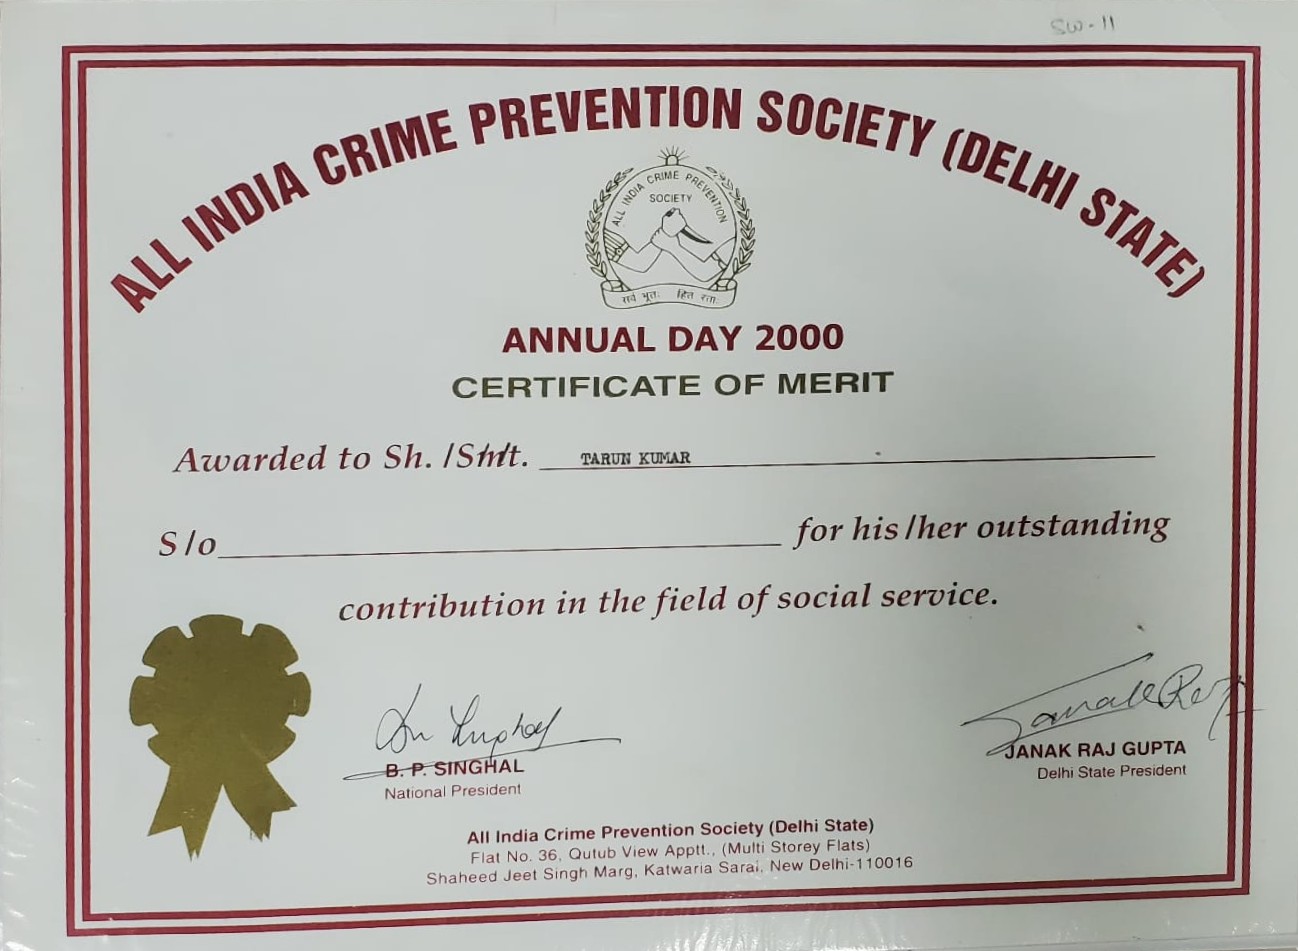 SW-11
ALL INDIA CRIME PREVENTION SOCIETY (DELHI STATE)
ALL INDIA CRIME PREVENTION
SOCIETY
सर्व भूतः हित रताः
ANNUAL DAY 2000
CERTIFICATE OF MERIT
Awarded to Sh. /Smt. TARUN KUMAR
S/o for his/her outstanding
contribution in the field of social service.
B. P. SINGHAL
National President
JANAK RAJ GUPTA
Delhi State President
All India Crime Prevention Society (Delhi State)
Flat No. 36, Qutub View Apptt., (Multi Storey Flats)
Shaheed Jeet Singh Marg, Katwaria Sarai, New Delhi-110016